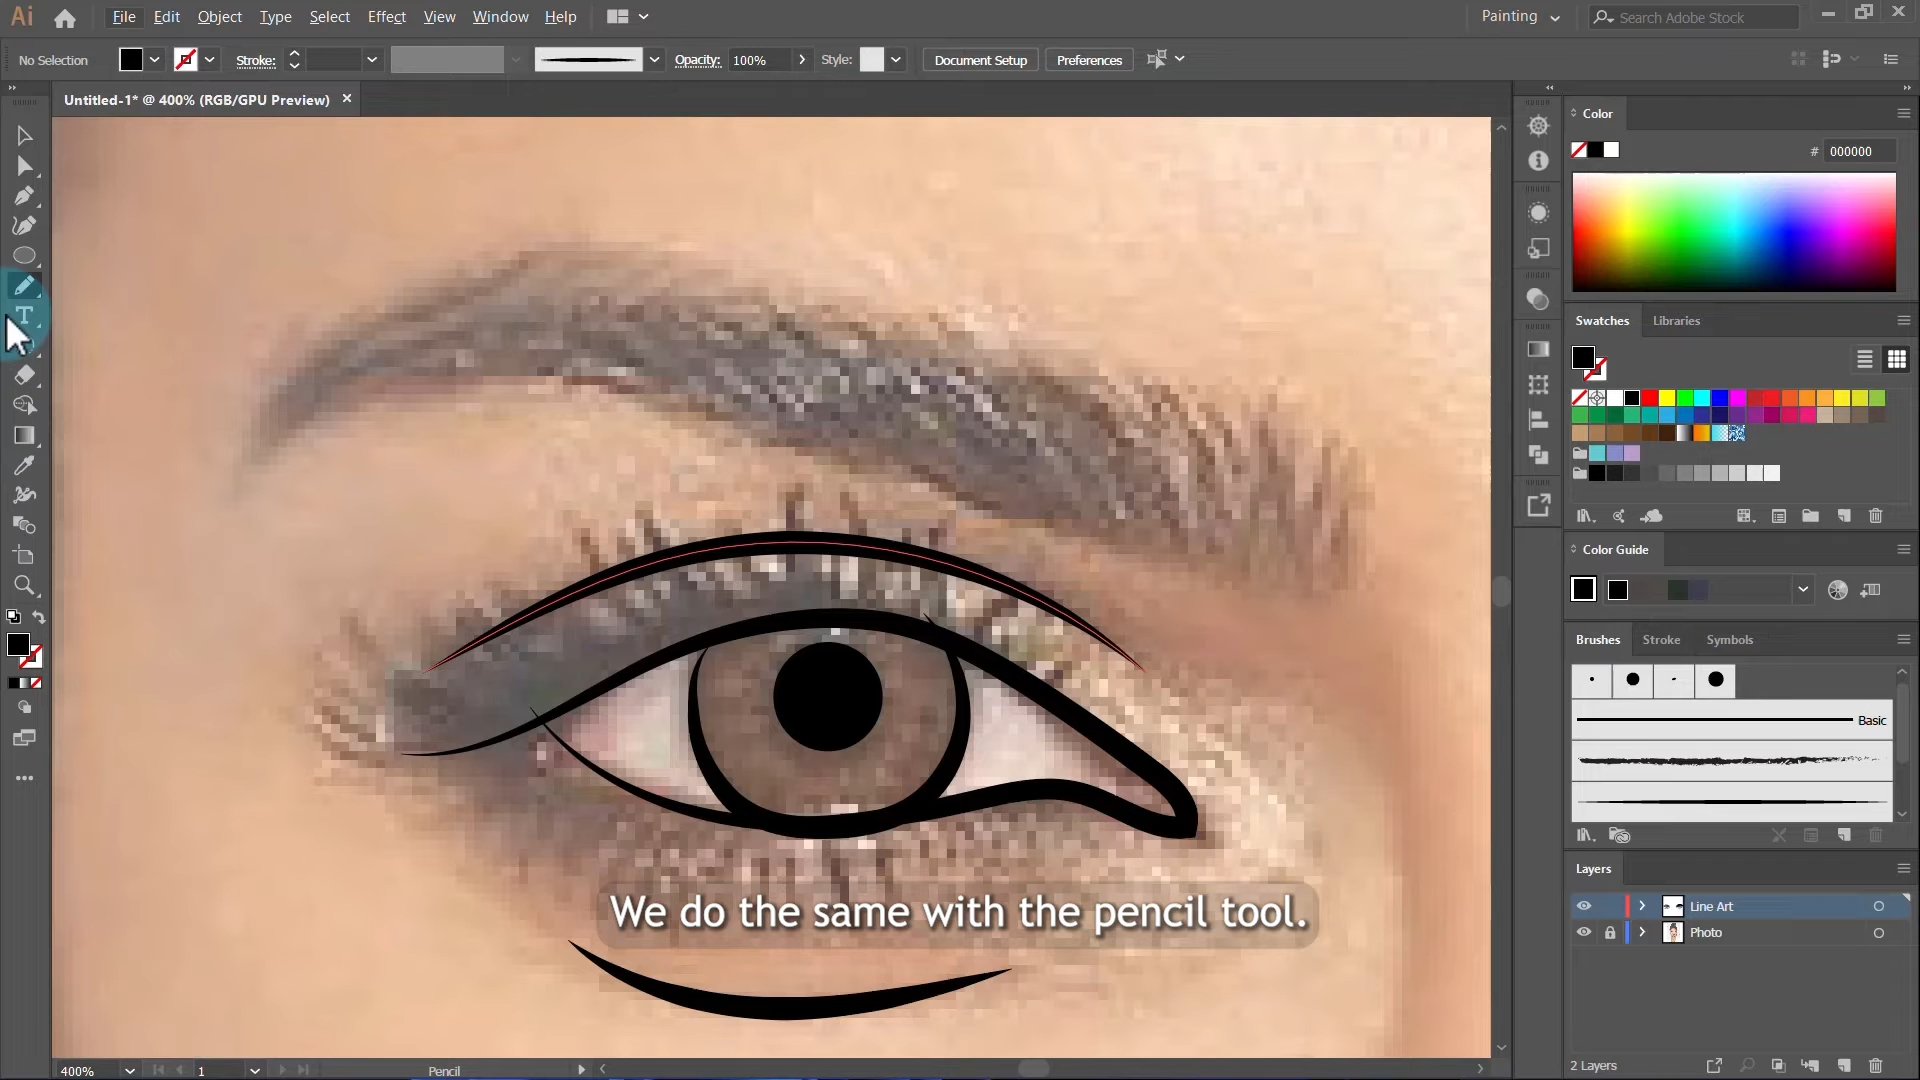 Ai File Edit Object Type Select Effect View Window Help Painting Search Adobe Stock
No Selection Stroke: Opacity: 100% Style: Document Setup Preferences
Untitled-1* @ 400% (RGB/GPU Preview)
Color
# 000000
Swatches Libraries
Color Guide
Brushes Stroke Symbols
Basic
Layers
Line Art
Photo
We do the same with the pencil tool.
400% 1 Pencil 2 Layers